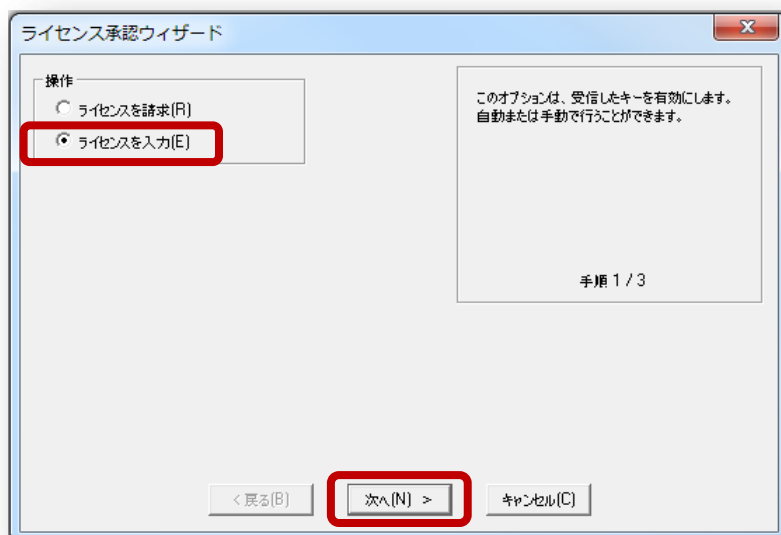 ライセンス承認ウィザード
操作
ライセンスを請求(R)
ライセンスを入力(E)
このオプションは、受信したキーを有効にします。
自動または手動で行うことができます。
手順 1 / 3
< 戻る(B)
次へ(N) >
キャンセル(C)